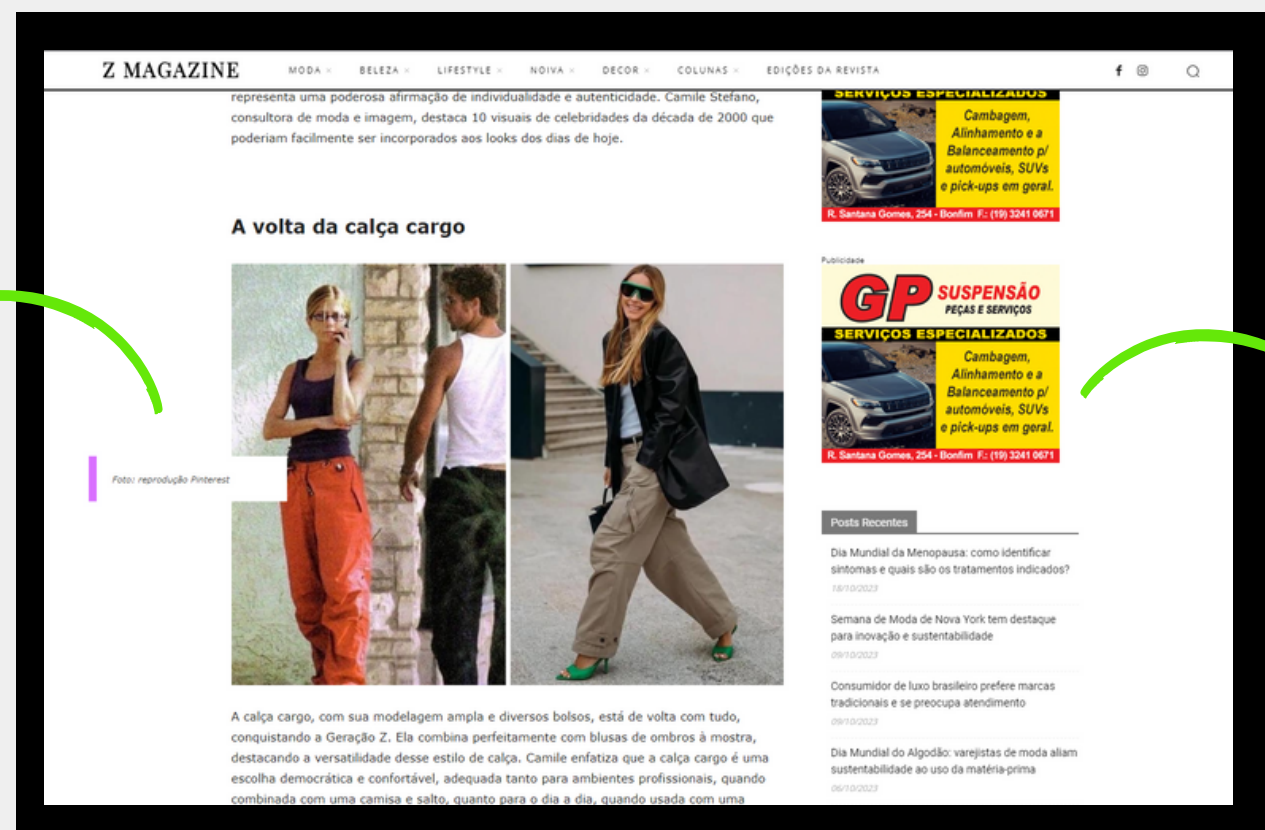 Z MAGAZINE
MODA
BELEZA
LIFESTYLE
NOIVA
DECOR
COLUNAS
EDIÇÕES DA REVISTA
representa uma poderosa afirmação de individualidade e autenticidade. Camile Stefano,
consultora de moda e imagem, destaca 10 visuais de celebridades da década de 2000 que
poderiam facilmente ser incorporados aos looks dos dias de hoje.
A volta da calça cargo
Foto: reprodução Pinterest
A calça cargo, com sua modelagem ampla e diversos bolsos, está de volta com tudo,
conquistando a Geração Z. Ela combina perfeitamente com blusas de ombros à mostra,
destacando a versatilidade desse estilo de calça. Camile enfatiza que a calça cargo é uma
escolha democrática e confortável, adequada tanto para ambientes profissionais, quando
combinada com uma camisa e salto, quanto para o dia a dia, quando usada com uma
SERVIÇOS ESPECIALIZADOS
Cambagem,
Alinhamento e a
Balanceamento p/
automóveis, SUVs
e pick-ups em geral.
R. Santana Gomes, 254 - Bonfim F.: (19) 3241 0671
Publicidade
GP SUSPENSÃO
PEÇAS E SERVIÇOS
SERVIÇOS ESPECIALIZADOS
Cambagem,
Alinhamento e a
Balanceamento p/
automóveis, SUVs
e pick-ups em geral.
R. Santana Gomes, 254 - Bonfim F.: (19) 3241 0671
Posts Recentes
Dia Mundial da Menopausa: como identificar
sintomas e quais são os tratamentos indicados?
18/10/2023
Semana de Moda de Nova York tem destaque
para inovação e sustentabilidade
09/10/2023
Consumidor de luxo brasileiro prefere marcas
tradicionais e se preocupa atendimento
09/10/2023
Dia Mundial do Algodão: varejistas de moda aliam
sustentabilidade ao uso da matéria-prima
06/10/2023